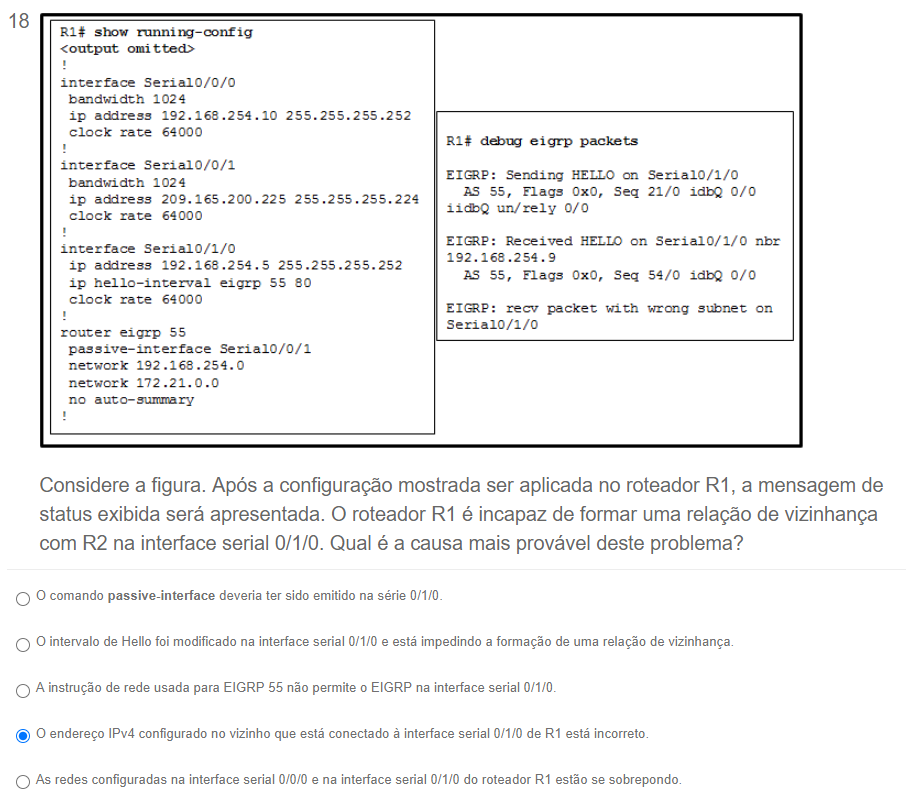 18
R1# show running-config
<output omitted>
!
interface Serial0/0/0
bandwidth 1024
ip address 192.168.254.10 255.255.255.252
clock rate 64000
!
interface Serial0/0/1
bandwidth 1024
ip address 209.165.200.225 255.255.255.224
clock rate 64000
!
interface Serial0/1/0
ip address 192.168.254.5 255.255.255.252
ip hello-interval eigrp 55 80
clock rate 64000
!
router eigrp 55
passive-interface Serial0/0/1
network 192.168.254.0
network 172.21.0.0
no auto-summary
!
R1# debug eigrp packets
EIGRP: Sending HELLO on Serial0/1/0
AS 55, Flags 0x0, Seq 21/0 idbQ 0/0
iidbQ un/rely 0/0
EIGRP: Received HELLO on Serial0/1/0 nbr
192.168.254.9
AS 55, Flags 0x0, Seq 54/0 idbQ 0/0
EIGRP: recv packet with wrong subnet on
Serial0/1/0
Considere a figura. Após a configuração mostrada ser aplicada no roteador R1, a mensagem de
status exibida será apresentada. O roteador R1 é incapaz de formar uma relação de vizinhança
com R2 na interface serial 0/1/0. Qual é a causa mais provável deste problema?
O comando passive-interface deveria ter sido emitido na série 0/1/0.
O intervalo de Hello foi modificado na interface serial 0/1/0 e está impedindo a formação de uma relação de vizinhança.
A instrução de rede usada para EIGRP 55 não permite o EIGRP na interface serial 0/1/0.
O endereço IPv4 configurado no vizinho que está conectado à interface serial 0/1/0 de R1 está incorreto.
As redes configuradas na interface serial 0/0/0 e na interface serial 0/1/0 do roteador R1 estão se sobrepondo.